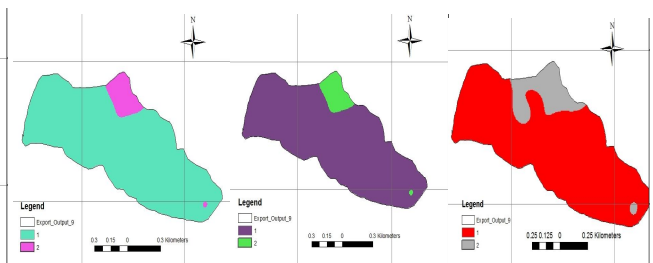 N
Legend
Export_Output_9
1
2
0.3 0.15 0 0.3 Kilometers
N
Legend
Export_Output_9
1
2
0.3 0.15 0 0.3 Kilometers
N
Legend
Export_Output_9
1
2
0.25 0.125 0 0.25 Kilometers